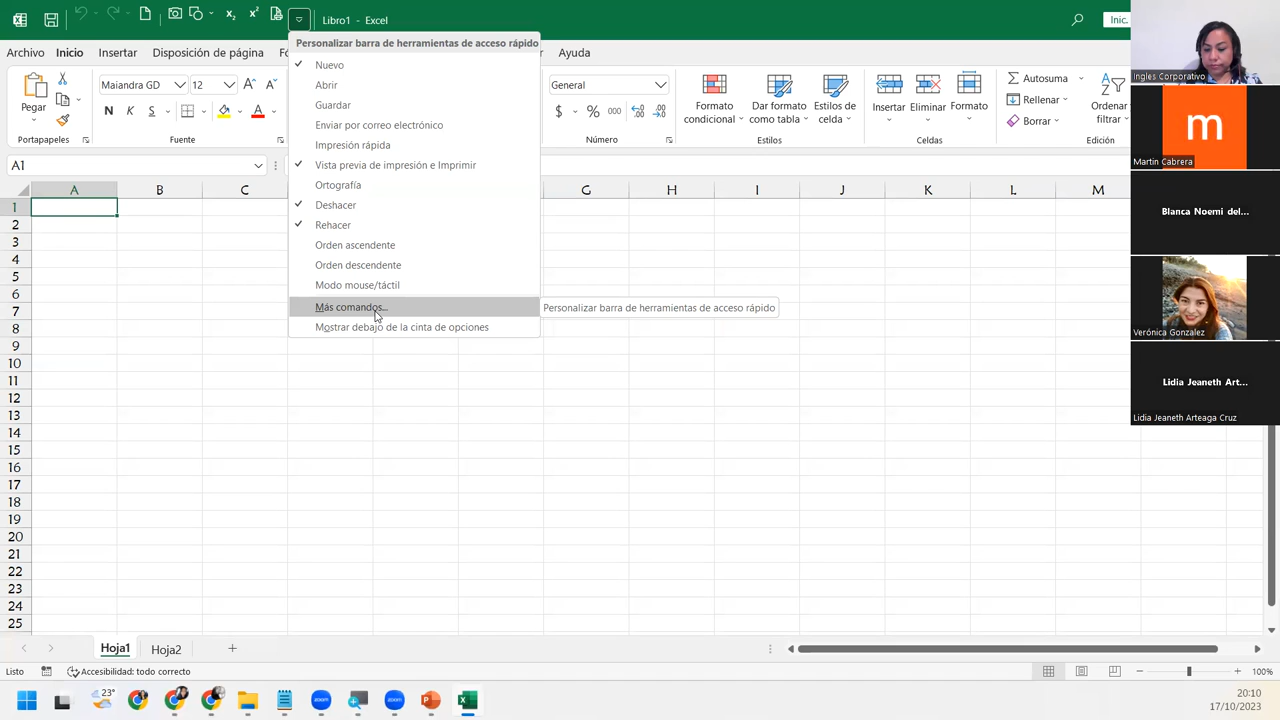 Libro1 - Excel
Inic.
Archivo
Inicio
Insertar
Disposición de página
Ayuda
Personalizar barra de herramientas de acceso rápido
Nuevo
Abrir
Guardar
Enviar por correo electrónico
Impresión rápida
Vista previa de impresión e Imprimir
Ortografía
Deshacer
Rehacer
Orden ascendente
Orden descendente
Modo mouse/táctil
Más comandos...
Mostrar debajo de la cinta de opciones
Personalizar barra de herramientas de acceso rápido
Pegar
Portapapeles
Maiandra GD
12
N K S
Fuente
General
$ % 000
Número
Formato condicional
Dar formato como tabla
Estilos de celda
Estilos
Insertar
Eliminar
Formato
Celdas
Autosuma
Rellenar
Borrar
Ordenar
filtrar
Edición
A1
A B C G H I J K L M
1
2
3
4
5
6
7
8
9
10
11
12
13
14
15
16
17
18
19
20
21
22
23
24
25
Hoja1
Hoja2
Listo
Accesibilidad: todo correcto
100%
23°
zoom
zoom
20:10
17/10/2023
Ingles Corporativo
m
Martin Cabrera
Blanca Noemi del...
Verónica Gonzalez
Lidia Jeaneth Art...
Lidia Jeaneth Arteaga Cruz